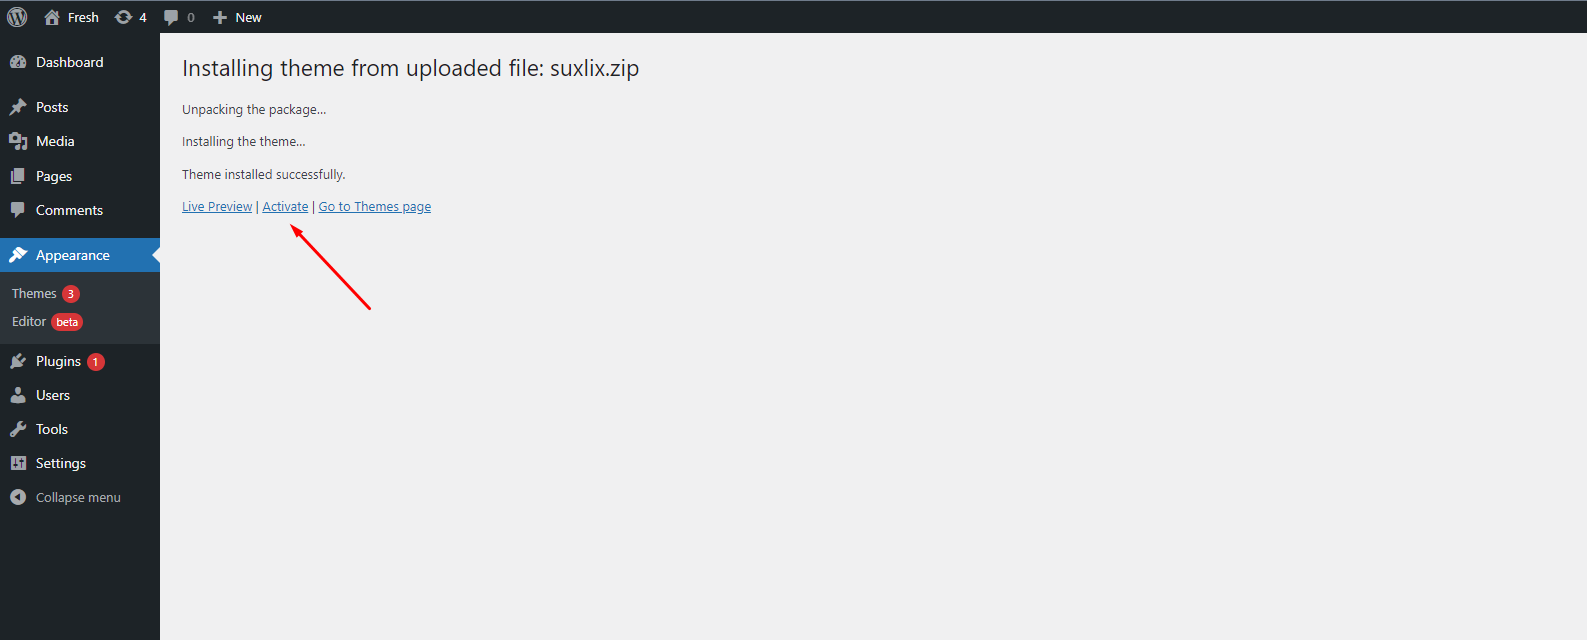 Fresh 4 0 New
Dashboard
Posts
Media
Pages
Comments
Appearance
Themes 3
Editor beta
Plugins 1
Users
Tools
Settings
Collapse menu
Installing theme from uploaded file: suxlix.zip
Unpacking the package…
Installing the theme…
Theme installed successfully.
Live Preview | Activate | Go to Themes page